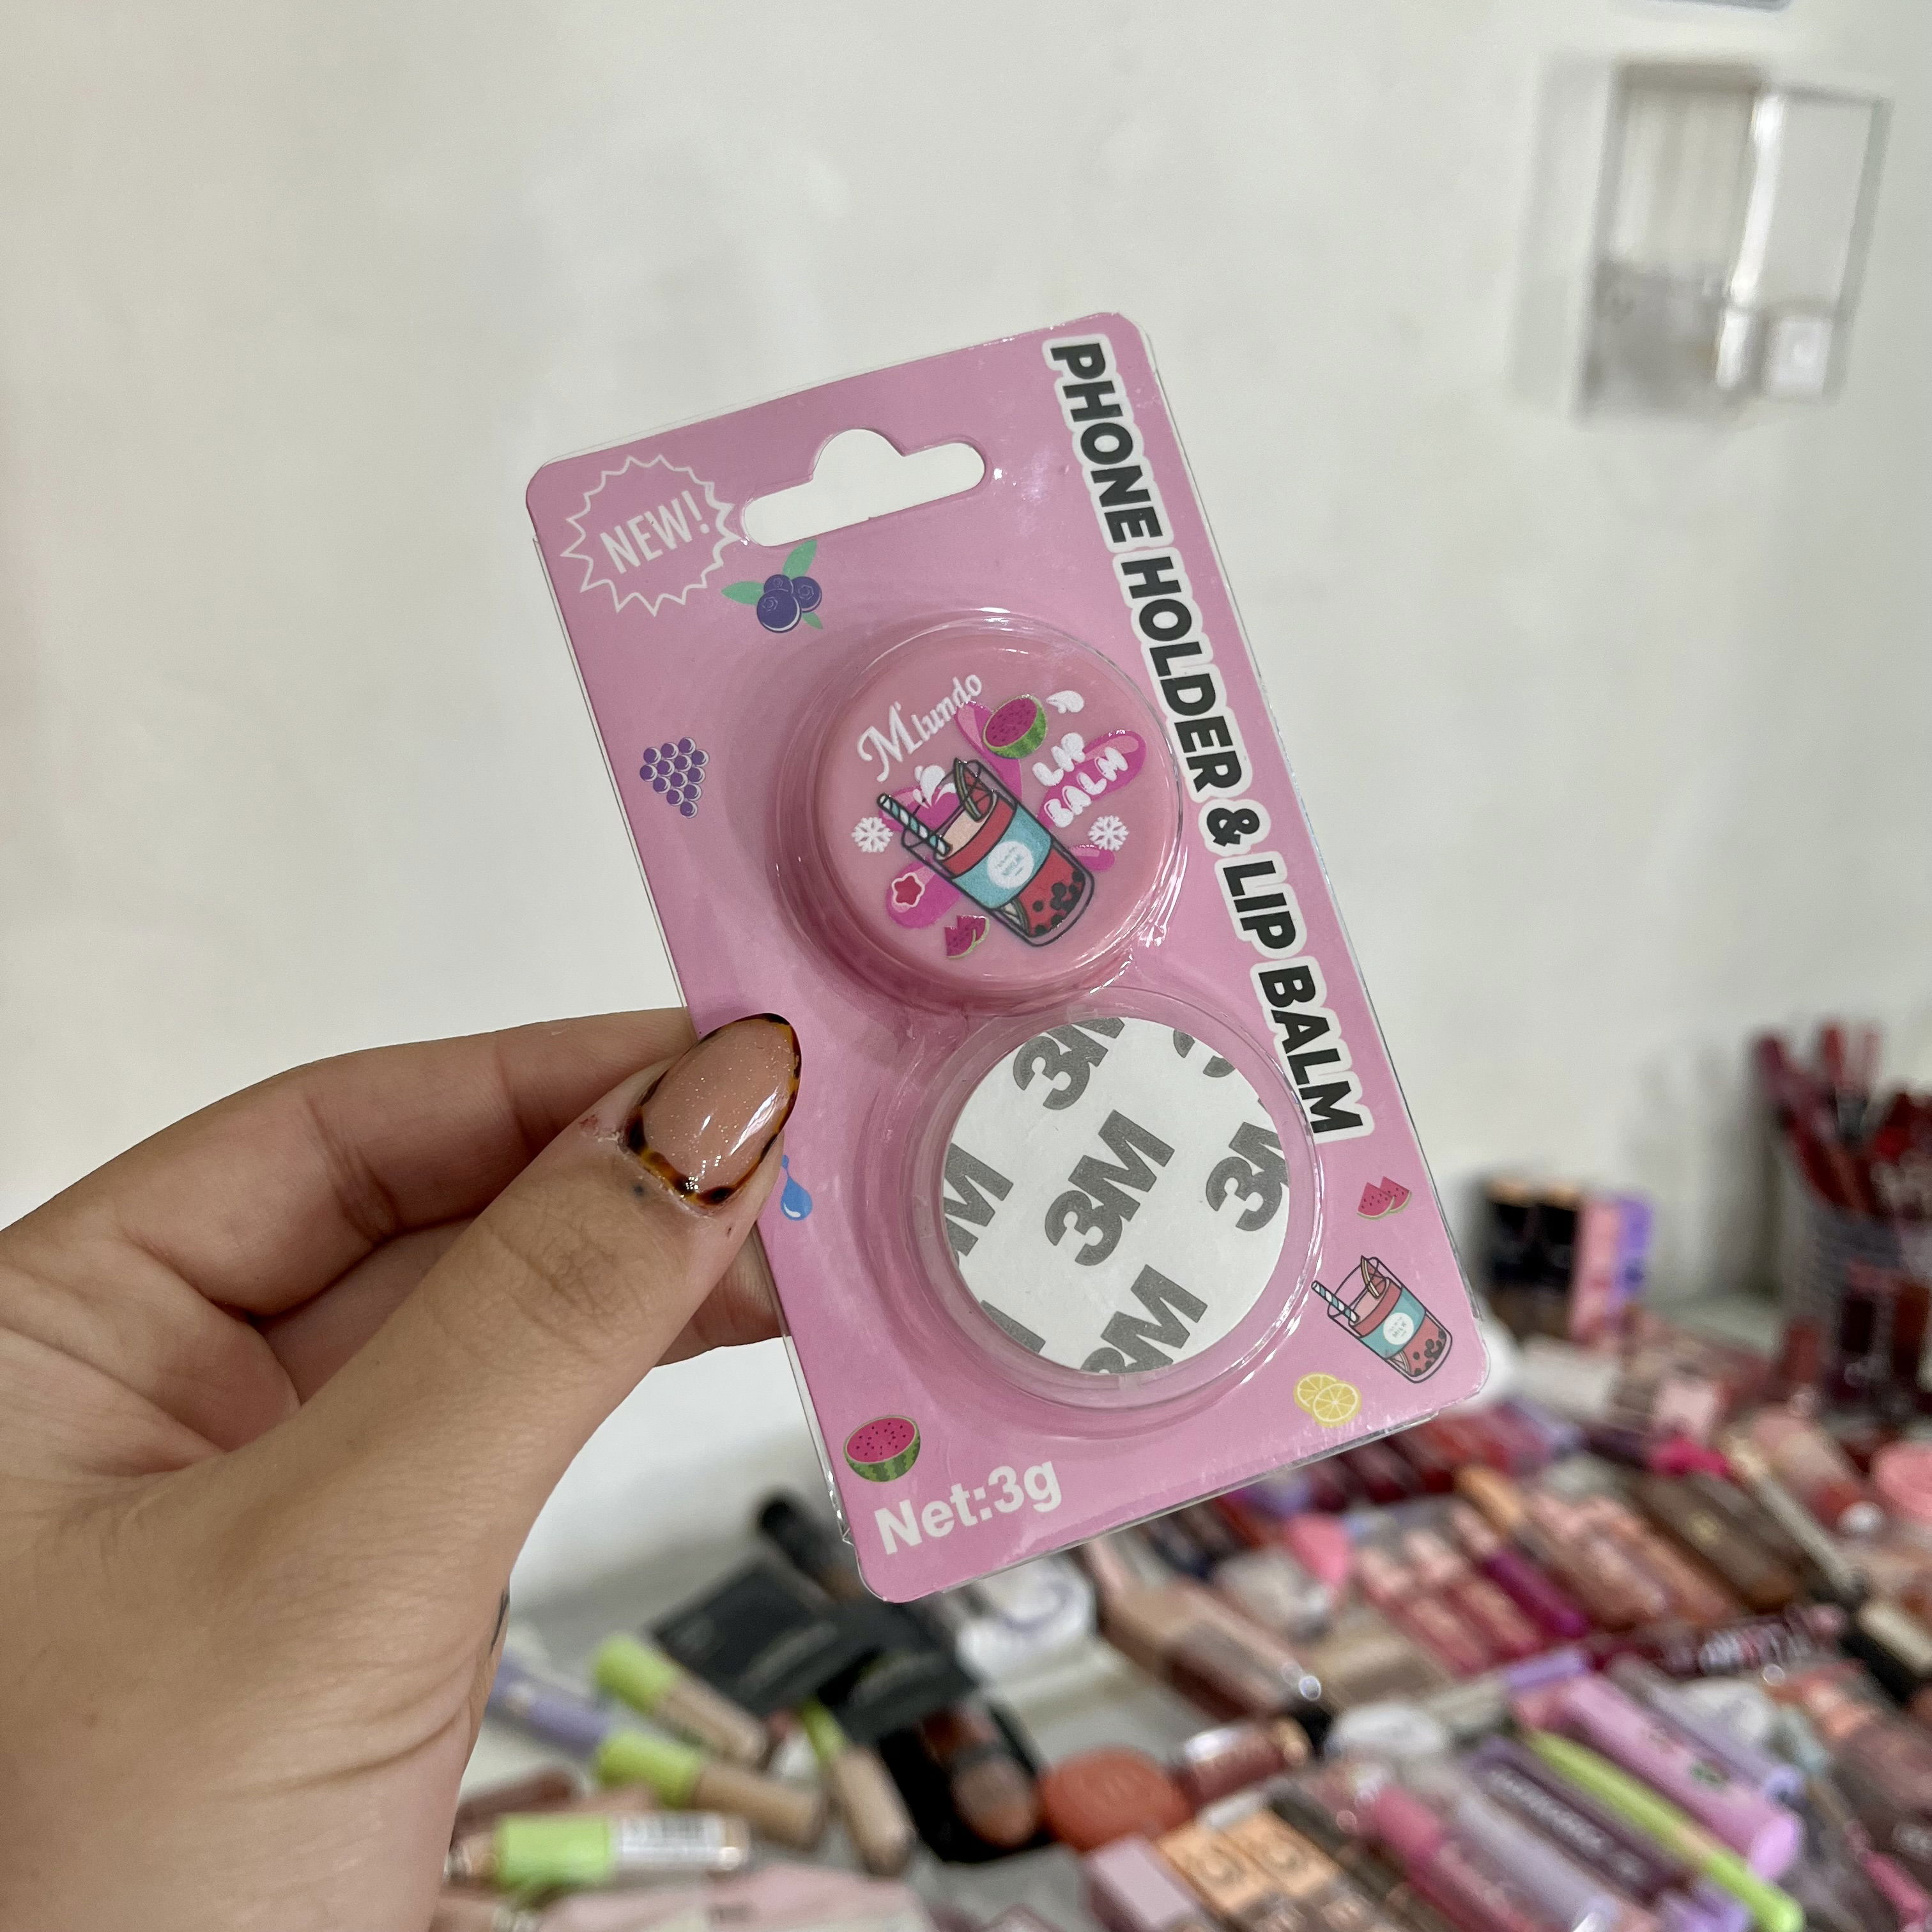 NEW!
PHONE HOLDER & LIP BALM
M'lundo
LIP
BALM
3M
3M
3M
3M
3M
Net:3g